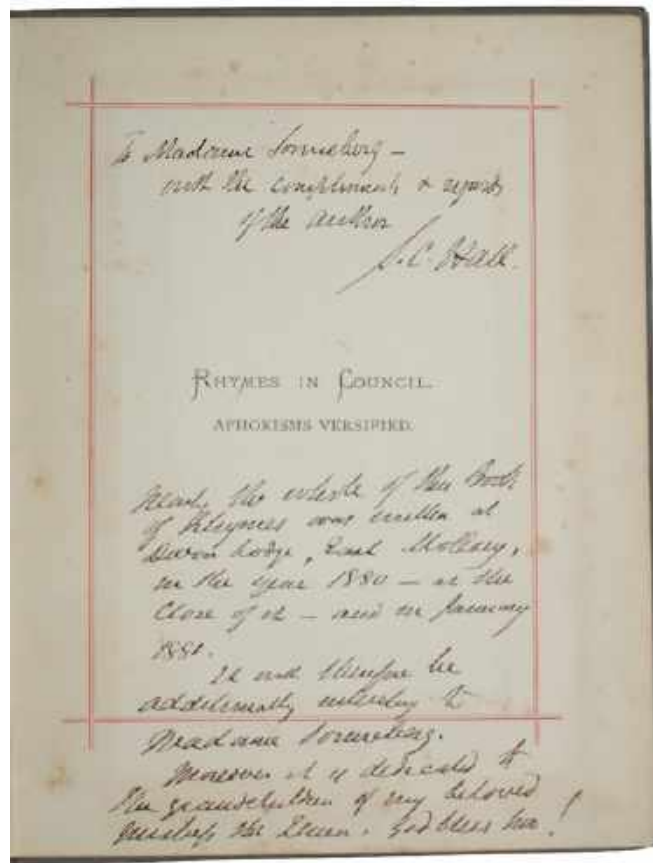 To Madame Sonneberg –
with the compliments & regards
of the author
S. C. Hall.
RHYMES IN COUNCIL.
APHORISMS VERSIFIED.
Nearly the whole of this Book
of Rhymes was written at
Devon Lodge, East Molesey,
in the year 1880 – at the
close of it – and in January
1881.
It will therefore be
additionally interesting to
Madame Sonneberg.
Moreover it is dedicated to
the grandchildren of my beloved
mistress the Queen. God bless her!